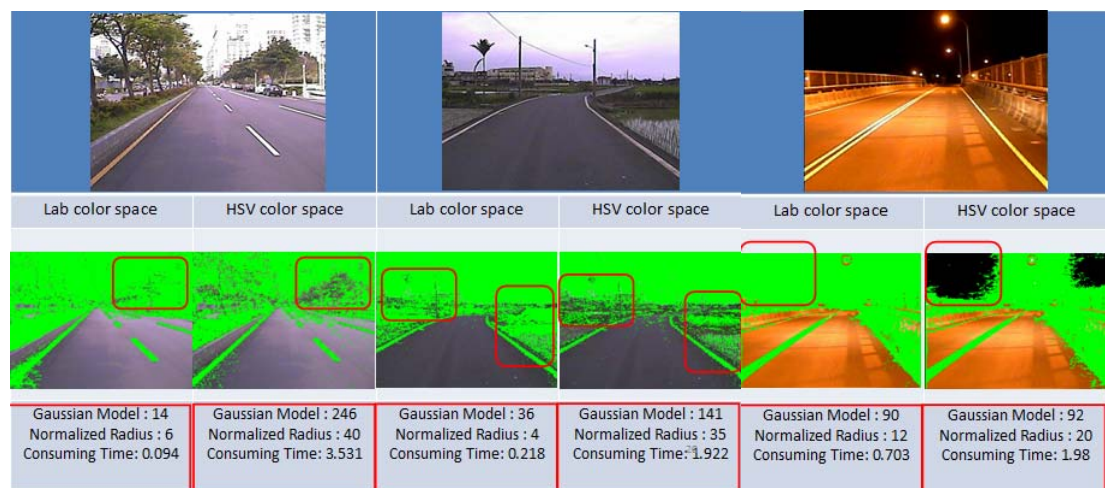 Lab color space
HSV color space
Lab color space
HSV color space
Lab color space
HSV color space
Gaussian Model : 14
Normalized Radius : 6
Consuming Time: 0.094
Gaussian Model : 246
Normalized Radius : 40
Consuming Time: 3.531
Gaussian Model : 36
Normalized Radius : 4
Consuming Time: 0.218
Gaussian Model : 141
Normalized Radius : 35
Consuming Time: 1.922
Gaussian Model : 90
Normalized Radius : 12
Consuming Time: 0.703
Gaussian Model : 92
Normalized Radius : 20
Consuming Time: 1.98